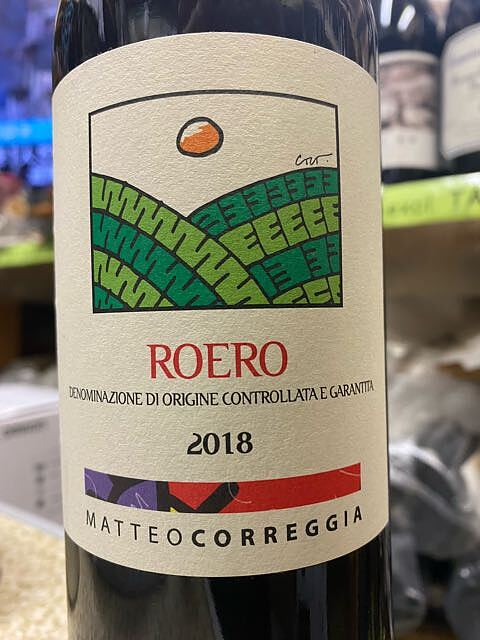 ROERO
DENOMINAZIONE DI ORIGINE CONTROLLATA E GARANTITA
2018
MATTEOCORREGGIA